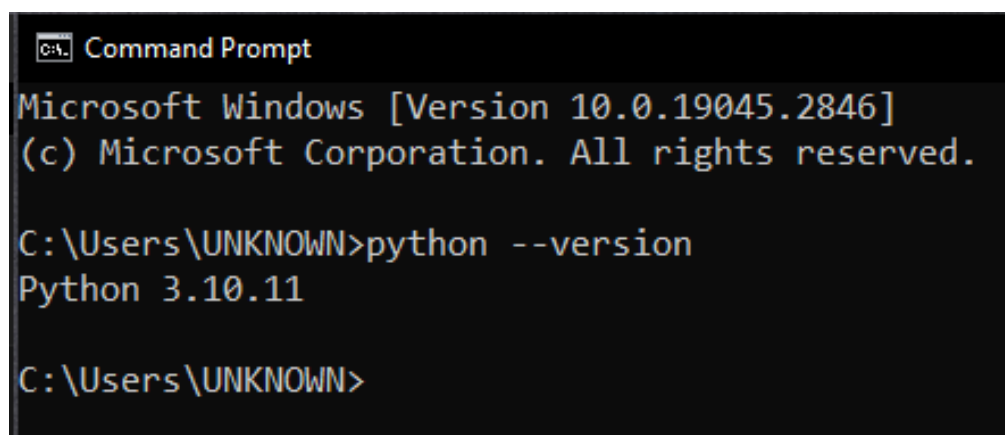 Command Prompt
Microsoft Windows [Version 10.0.19045.2846]
(c) Microsoft Corporation. All rights reserved.
C:\Users\UNKNOWN>python --version
Python 3.10.11
C:\Users\UNKNOWN>